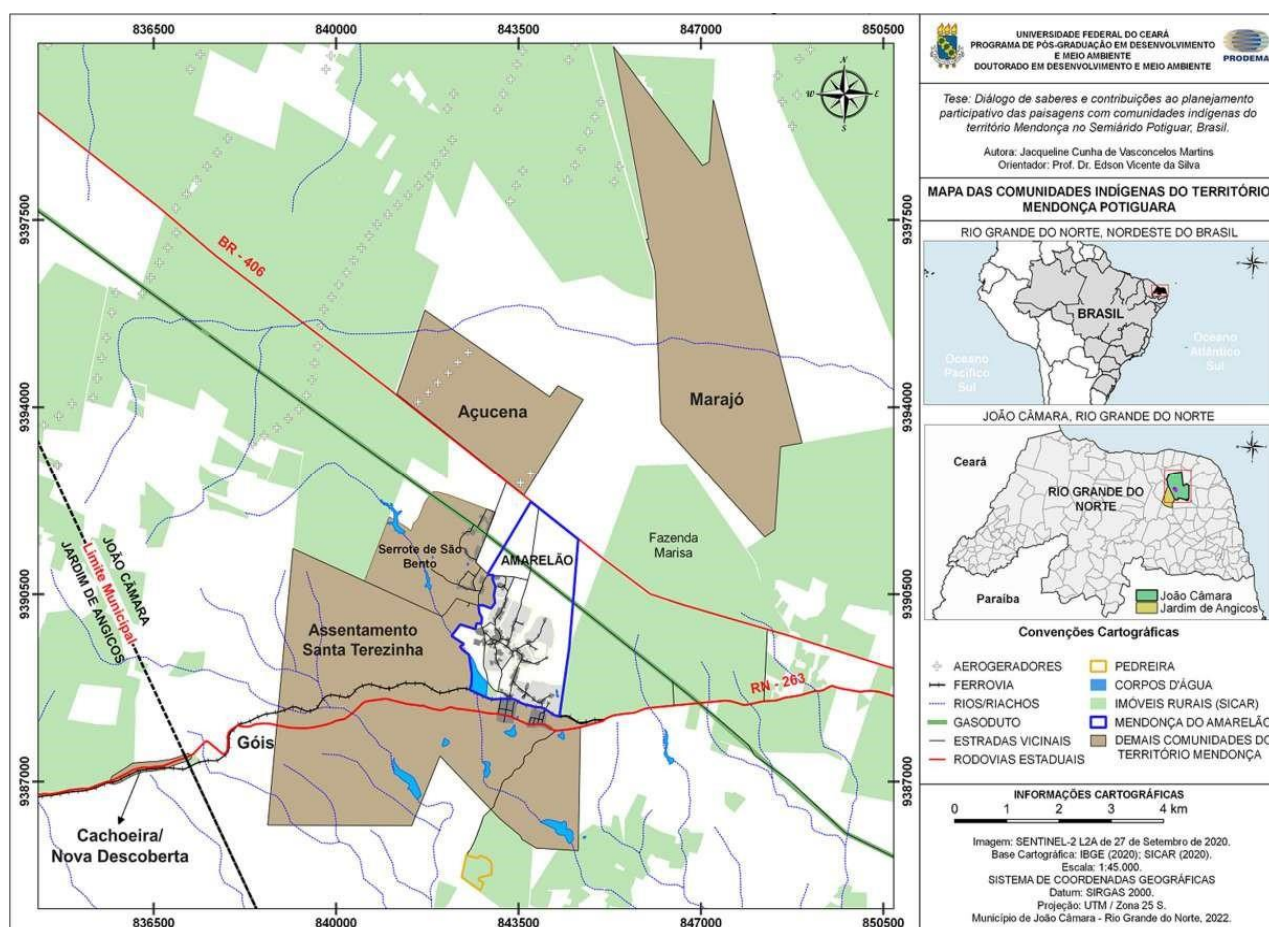 836500 840000 843500 847000 850500
9397500
9394000
9390500
9387000
836500 840000 843500 847000 850500
9397500
9394000
9390500
9387000
N
W E
S
BR - 406
Açucena
Marajó
Serrote de São
Bento
AMARELÃO
Fazenda
Marisa
Assentamento
Santa Terezinha
RN - 263
JOÃO CÂMARA
Limite Municipal
JARDIM DE ANGICOS
Góis
Cachoeira/
Nova Descoberta
UNIVERSIDADE FEDERAL DO CEARÁ
PROGRAMA DE PÓS-GRADUAÇÃO EM DESENVOLVIMENTO
E MEIO AMBIENTE
DOUTORADO EM DESENVOLVIMENTO E MEIO AMBIENTE
PRODEMA
Tese: Diálogo de saberes e contribuições ao planejamento
participativo das paisagens com comunidades indígenas do
território Mendonça no Semiárido Potiguar, Brasil.
Autora: Jacqueline Cunha de Vasconcelos Martins
Orientador: Prof. Dr. Edson Vicente da Silva
MAPA DAS COMUNIDADES INDÍGENAS DO TERRITÓRIO
MENDONÇA POTIGUARA
RIO GRANDE DO NORTE, NORDESTE DO BRASIL
BRASIL
Oceano
Pacífico
Sul
Oceano
Atlântico
Sul
JOÃO CÂMARA, RIO GRANDE DO NORTE
Ceará
RIO GRANDE DO
NORTE
Paraíba
João Câmara
Jardim de Angicos
Convenções Cartográficas
AEROGERADORES
FERROVIA
RIOS/RIACHOS
GASODUTO
ESTRADAS VICINAIS
RODOVIAS ESTADUAIS
PEDREIRA
CORPOS D'ÁGUA
IMÓVEIS RURAIS (SICAR)
MENDONÇA DO AMARELÃO
DEMAIS COMUNIDADES DO
TERRITÓRIO MENDONÇA
INFORMAÇÕES CARTOGRÁFICAS
0 1 2 3 4 km
Imagem: SENTINEL-2 L2A de 27 de Setembro de 2020.
Base Cartográfica: IBGE (2020); SICAR (2020).
Escala: 1:45.000.
SISTEMA DE COORDENADAS GEOGRÁFICAS
Datum: SIRGAS 2000.
Projeção: UTM / Zona 25 S.
Município de João Câmara - Rio Grande do Norte, 2022.